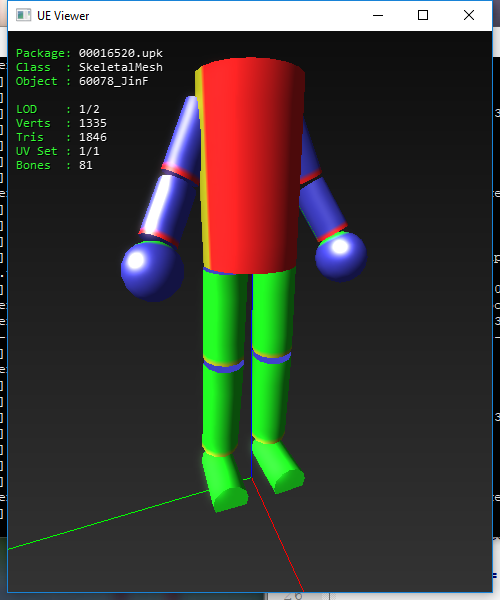 UE Viewer
Package: 00016520.upk
Class : SkeletalMesh
Object : 60078_JinF
LOD : 1/2
Verts : 1335
Tris : 1846
UV Set : 1/1
Bones : 81